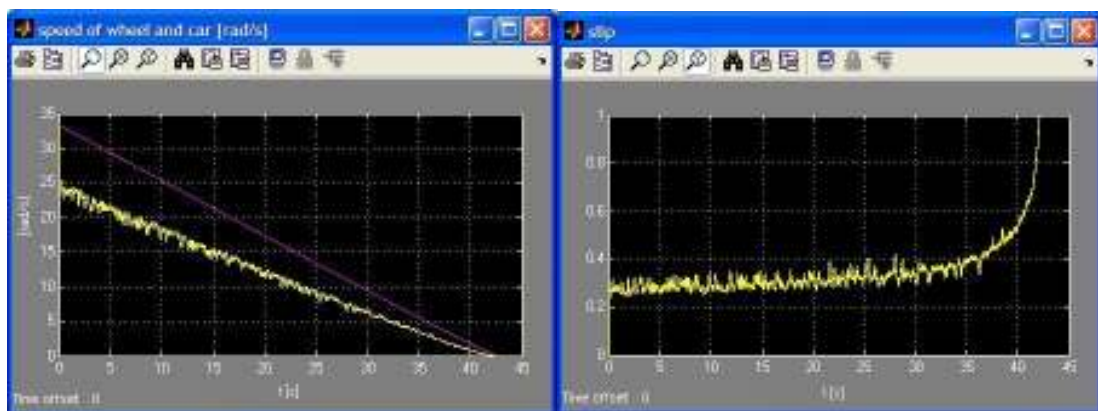 speed of wheel and car [rad/s]
35
30
25
20
15
10
5
0
[rad/s]
0 5 10 15 20 25 30 35 40 45
t [s]
Time offset: 0
slip
1
0.8
0.6
0.4
0.2
0
0 5 10 15 20 25 30 35 40 45
t [s]
Time offset: 0